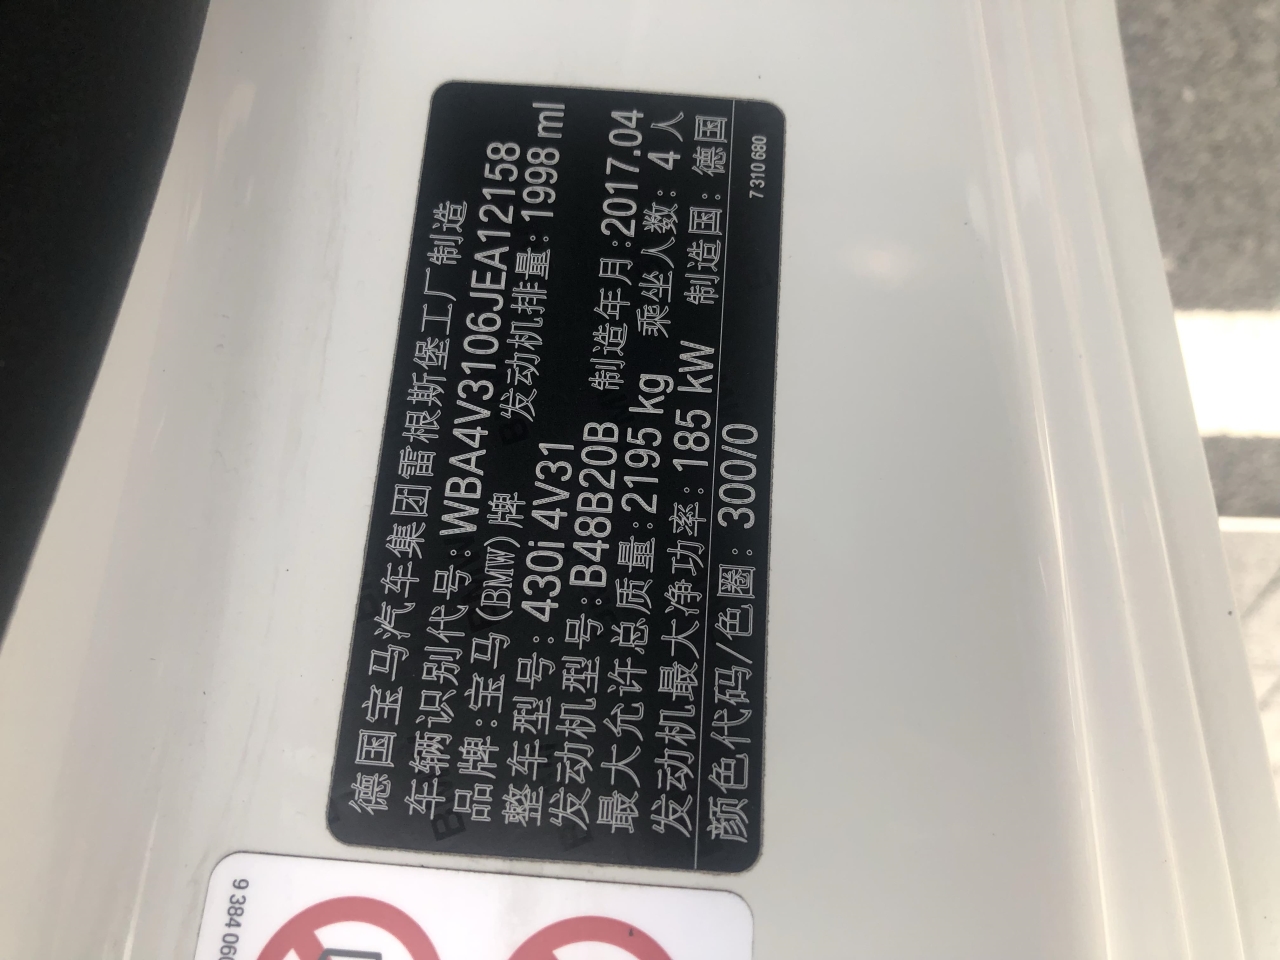 德国宝马汽车集团雷根斯堡工厂制造
车辆识别代号:WBA4V3106JEA12158
品牌:宝马(BMW)牌 发动机排量:1998 ml
整车型号:430i 4V31
发动机型号:B48B20B 制造年月:2017.04
最大允许总质量:2195 kg 乘坐人数: 4 人
发动机最大净功率:185 kW 制造国:德国
颜色代码/色圈: 300/0
7 310 680